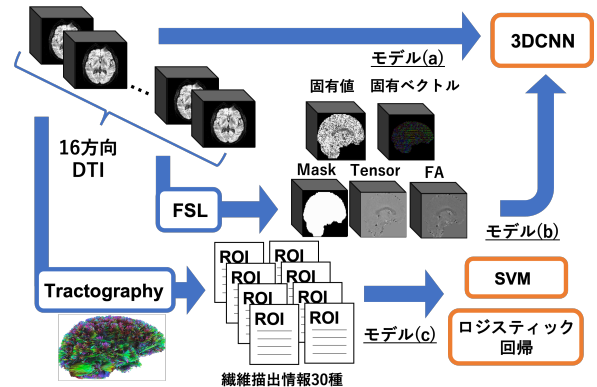 モデル(a)
3DCNN
固有値 固有ベクトル
16方向
DTI
Mask Tensor FA
FSL
モデル(b)
ROI ROI
ROI ROI
ROI ROI
ROI ROI
Tractography
SVM
モデル(c)
ロジスティック
回帰
繊維描出情報30種